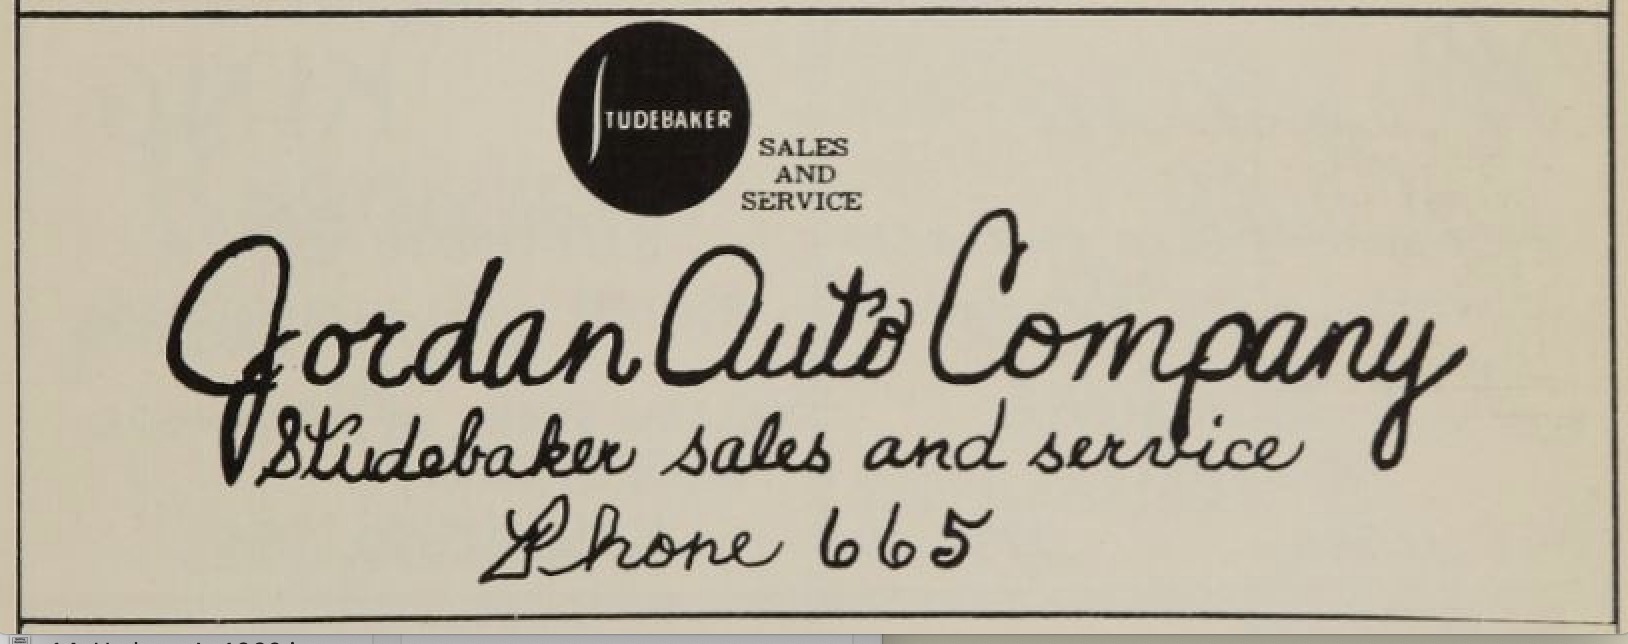 STUDEBAKER
SALES
AND
SERVICE
Jordan Auto Company
Studebaker sales and service
Phone 665